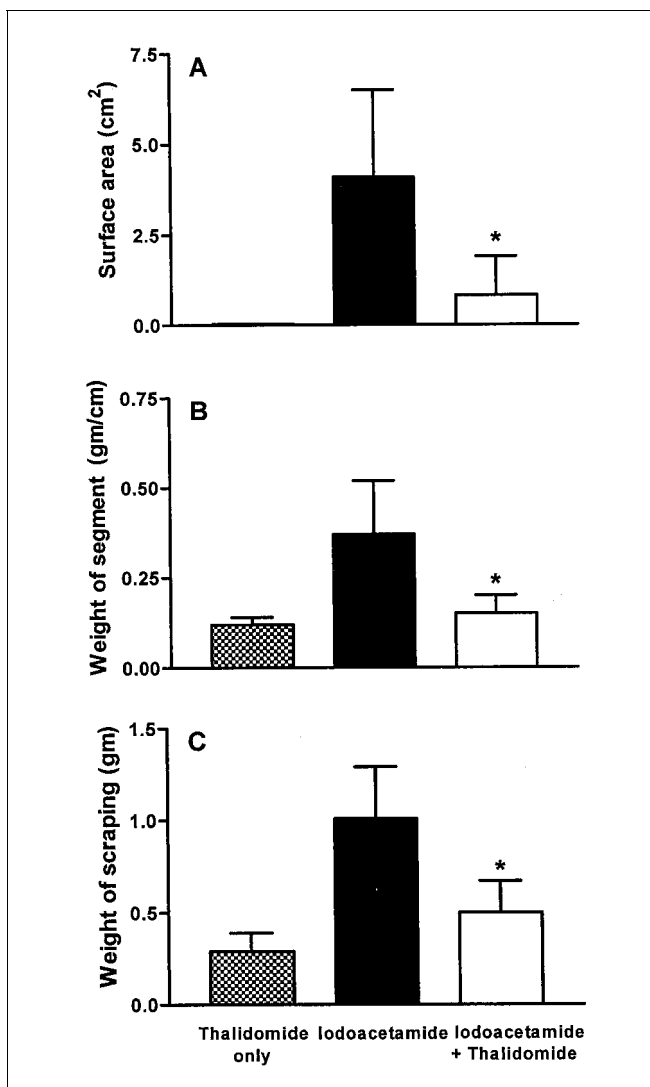 A
Surface area (cm²)
7.5
5.0
2.5
0.0
*
B
Weight of segment (gm/cm)
0.75
0.50
0.25
0.00
*
C
Weight of scraping (gm)
1.5
1.0
0.5
0.0
*
Thalidomide only
Iodoacetamide
Iodoacetamide + Thalidomide